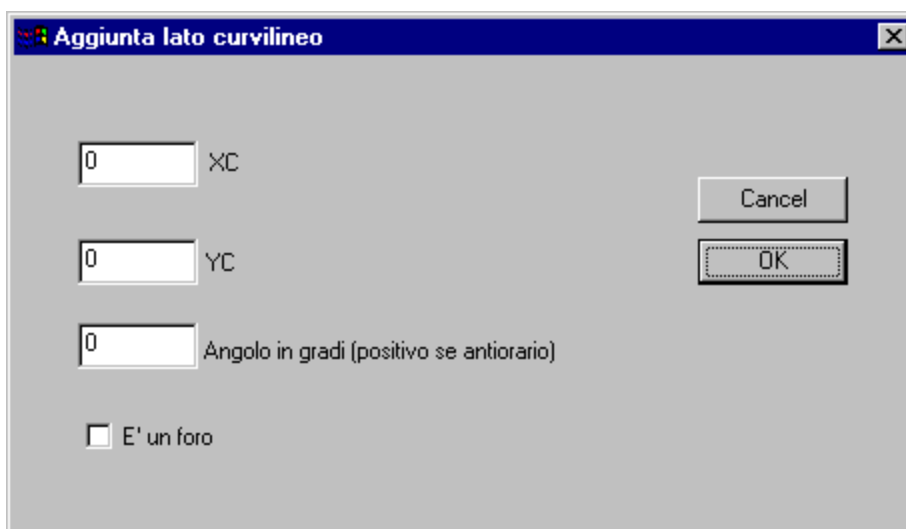 Aggiunta lato curvilineo
0 XC
Cancel
0 YC
OK
0 Angolo in gradi (positivo se antiorario)
E' un foro